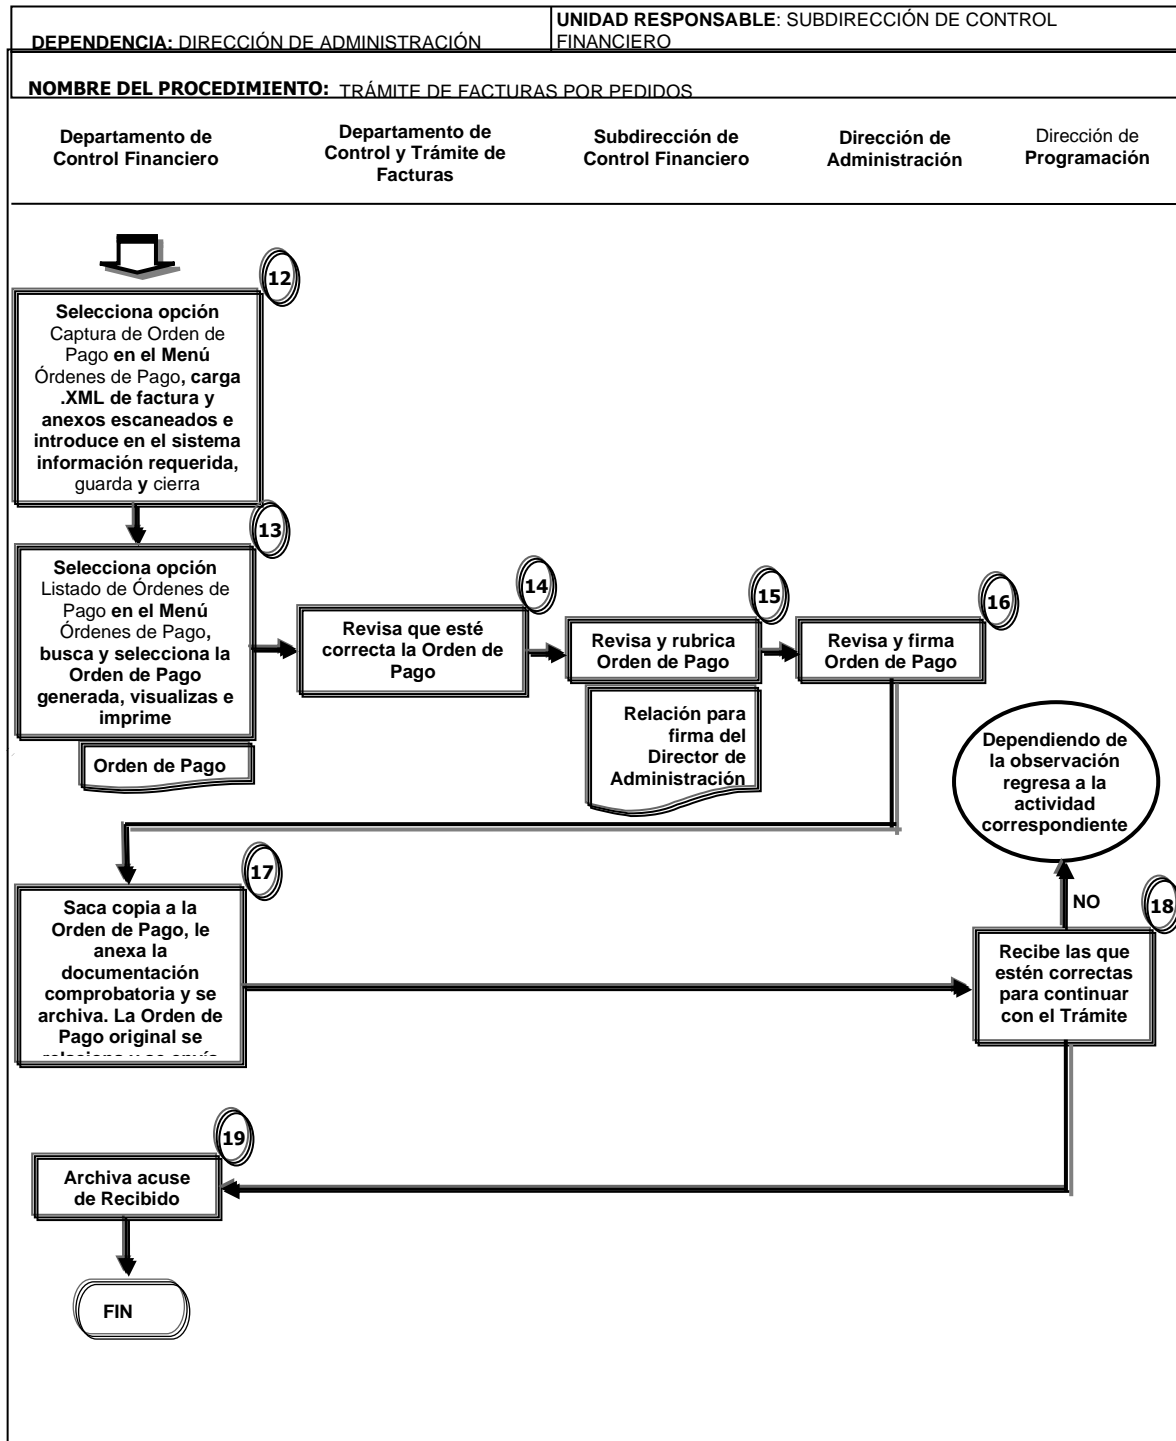 DEPENDENCIA: DIRECCIÓN DE ADMINISTRACIÓN
UNIDAD RESPONSABLE: SUBDIRECCIÓN DE CONTROL
FINANCIERO
NOMBRE DEL PROCEDIMIENTO: TRÁMITE DE FACTURAS POR PEDIDOS
Departamento de
Control Financiero
Departamento de
Control y Trámite de
Facturas
Subdirección de
Control Financiero
Dirección de
Administración
Dirección de
Programación
12
Selecciona opción
Captura de Orden de
Pago en el Menú
Órdenes de Pago, carga
.XML de factura y
anexos escaneados e
introduce en el sistema
información requerida,
guarda y cierra
13
Selecciona opción
Listado de Órdenes de
Pago en el Menú
Órdenes de Pago,
busca y selecciona la
Orden de Pago
generada, visualizas e
imprime
Orden de Pago
14
Revisa que esté
correcta la Orden de
Pago
15
Revisa y rubrica
Orden de Pago
Relación para
firma del
Director de
Administración
16
Revisa y firma
Orden de Pago
Dependiendo de
la observación
regresa a la
actividad
correspondiente
NO
17
Saca copia a la
Orden de Pago, le
anexa la
documentación
comprobatoria y se
archiva. La Orden de
Pago original se
18
Recibe las que
estén correctas
para continuar
con el Trámite
19
Archiva acuse
de Recibido
FIN